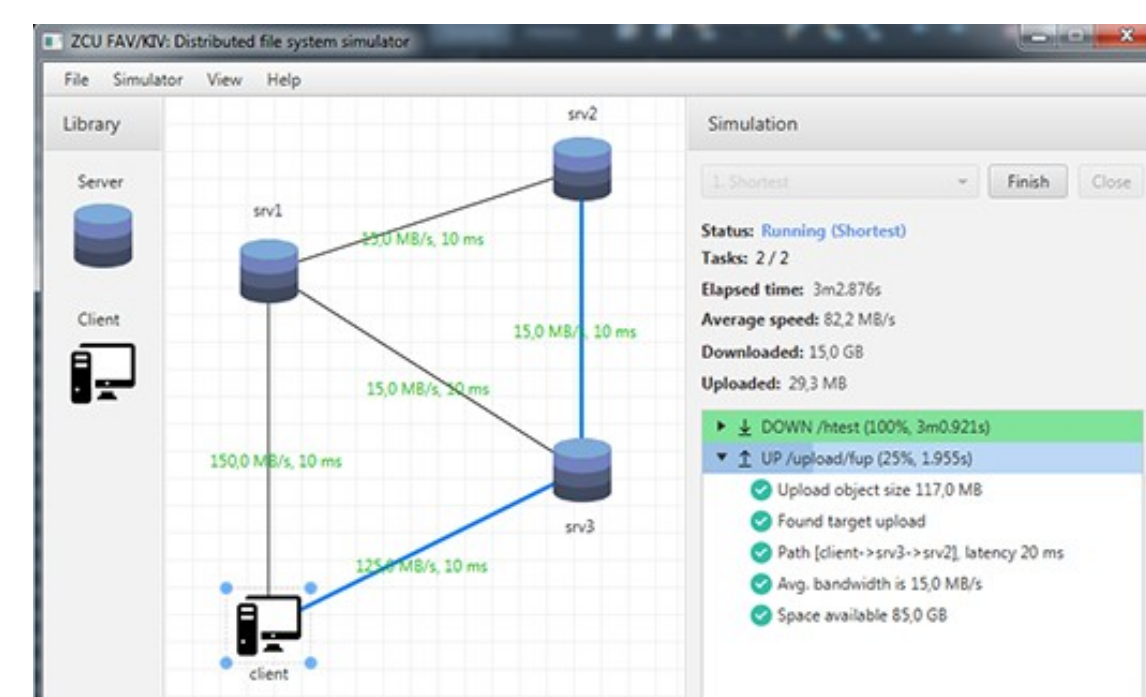 ZCU FAV/KIV: Distributed file system simulator
File Simulator View Help
Library
Server
Client
srv2
srv1
15,0 MB/s, 10 ms
15,0 MB/s, 10 ms
15,0 MB/s, 10 ms
150,0 MB/s, 10 ms
srv3
125,0 MB/s, 10 ms
client
Simulation
1. Shortest
Finish
Close
Status: Running (Shortest)
Tasks: 2 / 2
Elapsed time: 3m2.876s
Average speed: 82,2 MB/s
Downloaded: 15,0 GB
Uploaded: 29,3 MB
DOWN /htest (100%, 3m0.921s)
UP /upload/fup (25%, 1.955s)
Upload object size 117,0 MB
Found target upload
Path [client->srv3->srv2], latency 20 ms
Avg. bandwidth is 15,0 MB/s
Space available 85,0 GB